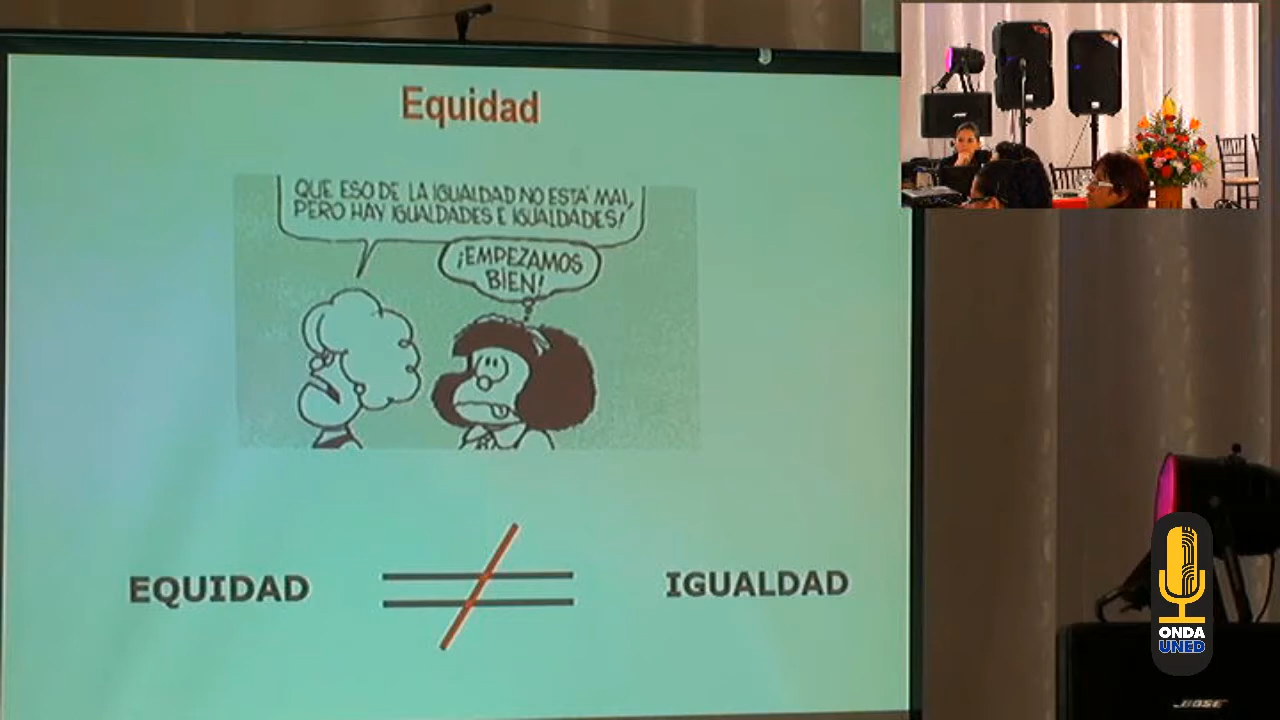 Equidad
QUE ESO DE LA IGUALDAD NO ESTÁ MAL,
PERO HAY IGUALDADES E IGUALDADES!
¡EMPEZAMOS
BIEN!
EQUIDAD
IGUALDAD
ONDA
UNED
BOSE